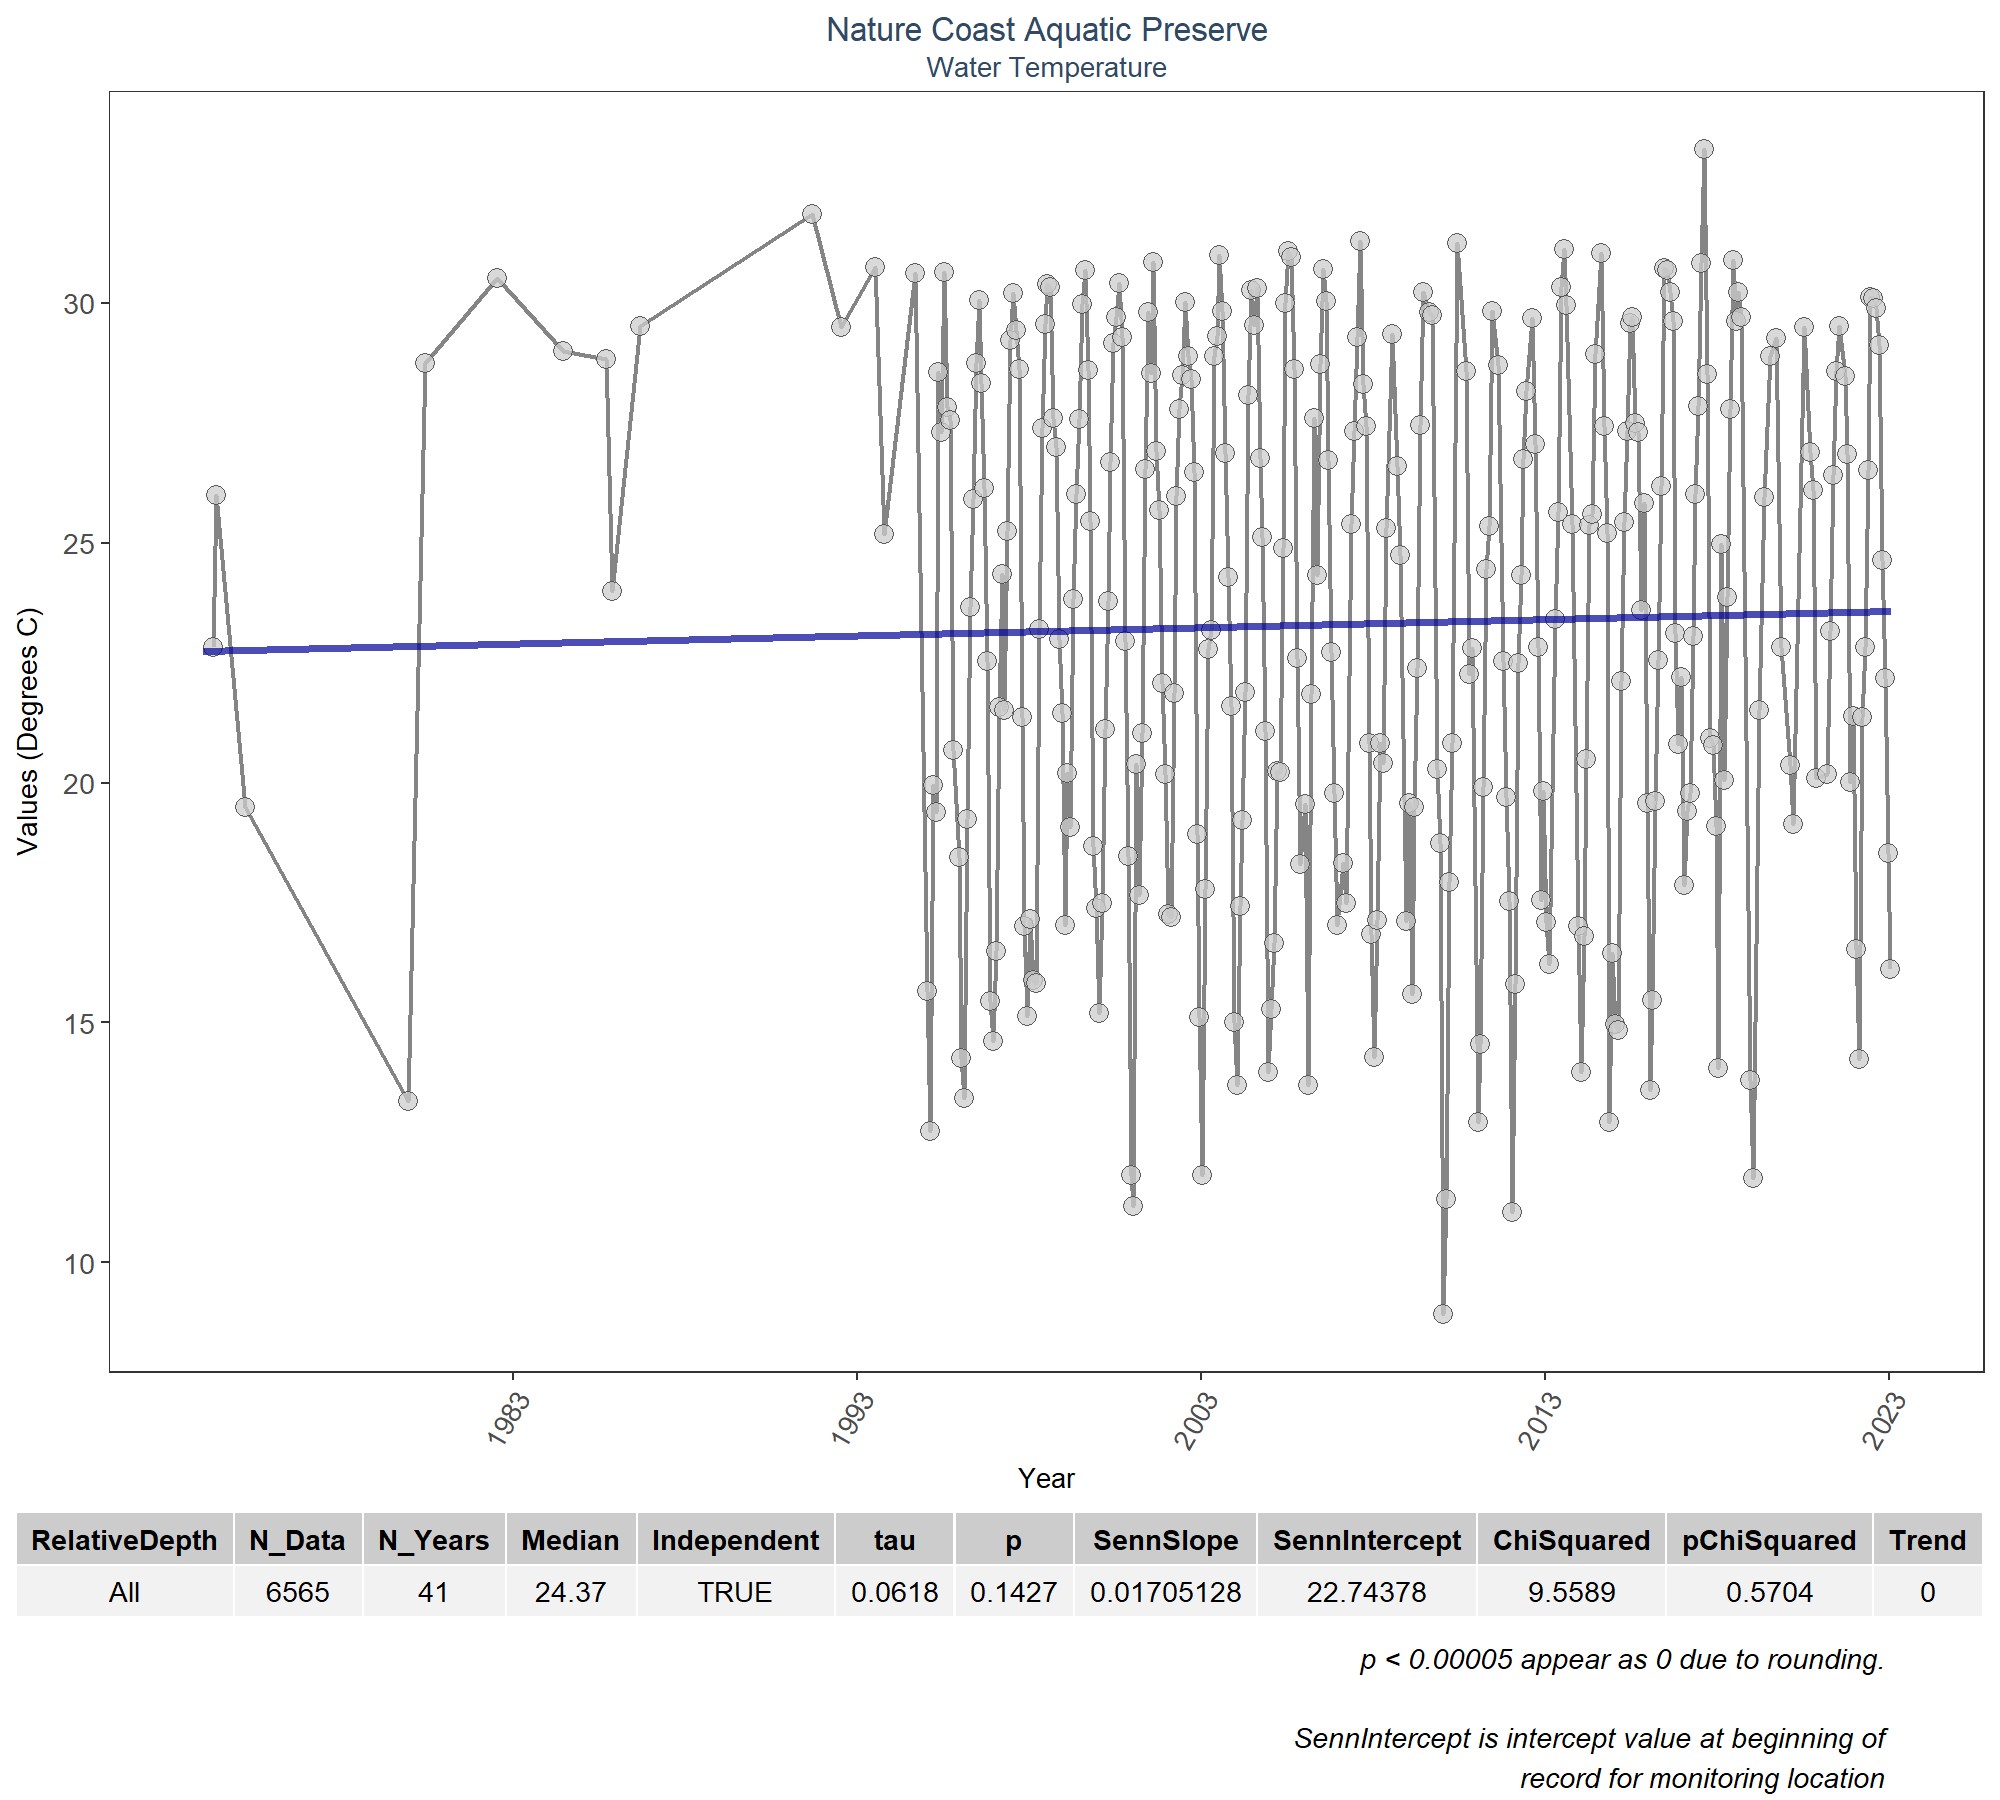 Nature Coast Aquatic Preserve
Water Temperature
Values (Degrees C)
30
25
20
15
10
1983
1993
2003
2013
2023
Year
RelativeDepth N_Data N_Years Median Independent tau p SennSlope SennIntercept ChiSquared pChiSquared Trend
All 6565 41 24.37 TRUE 0.0618 0.1427 0.01705128 22.74378 9.5589 0.5704 0
p < 0.00005 appear as 0 due to rounding.
SennIntercept is intercept value at beginning of
record for monitoring location